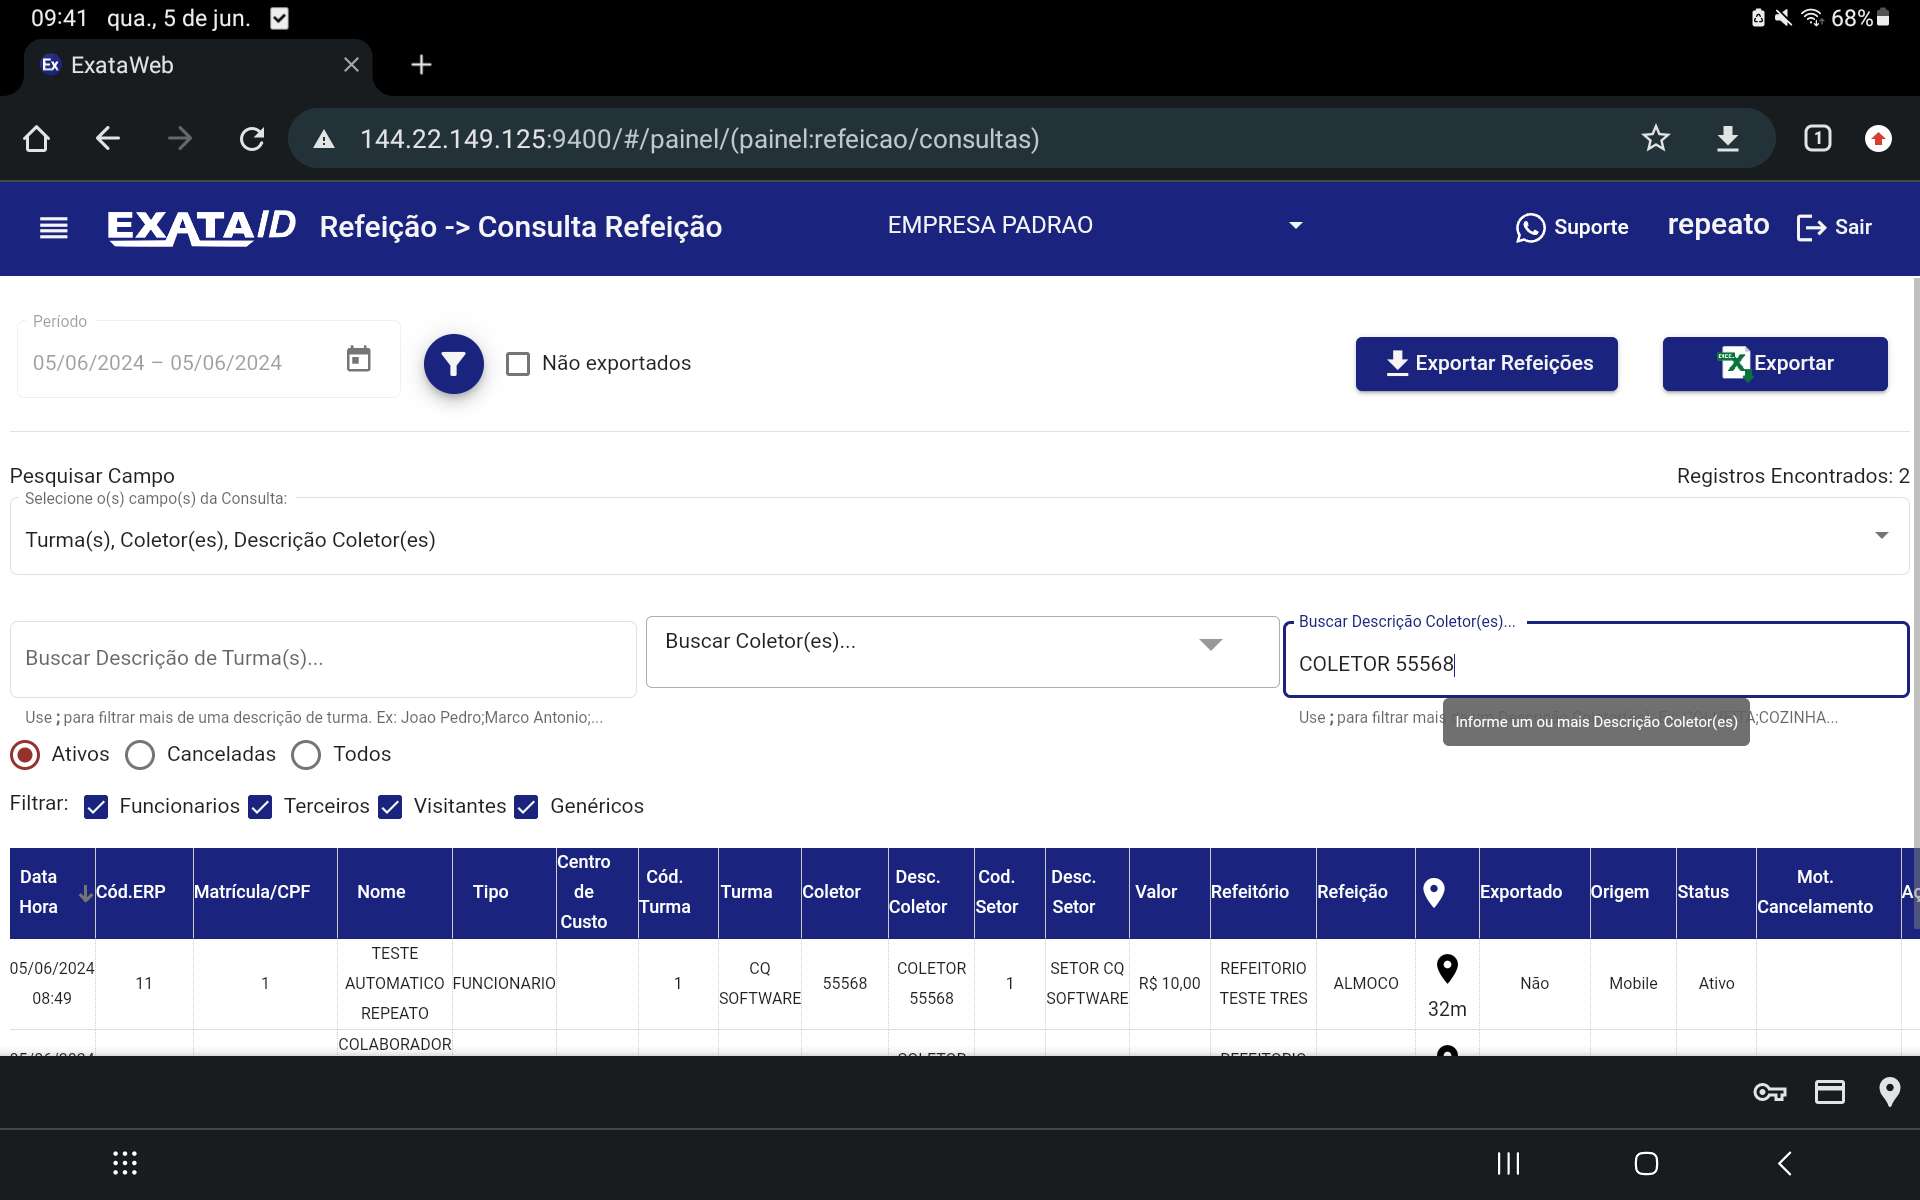 09:41 qua., 5 de jun.
68%
Ex ExataWeb
144.22.149.125:9400/#/painel/(painel:refeicao/consultas)
1
EXATA/ID Refeição -> Consulta Refeição EMPRESA PADRAO Suporte repeato Sair
Período
05/06/2024 – 05/06/2024
Não exportados
Exportar Refeições
Exportar
Pesquisar Campo
Registros Encontrados: 2
Selecione o(s) campo(s) da Consulta:
Turma(s), Coletor(es), Descrição Coletor(es)
Buscar Descrição de Turma(s)...
Buscar Coletor(es)...
Buscar Descrição Coletor(es)...
COLETOR 55568
Use ; para filtrar mais de uma descrição de turma. Ex: Joao Pedro;Marco Antonio;...
Use ; para filtrar mais
;COZINHA...
Informe um ou mais Descrição Coletor(es)
Ativos Canceladas Todos
Filtrar: Funcionarios Terceiros Visitantes Genéricos
Data Hora Cód.ERP Matrícula/CPF Nome Tipo Centro de Custo Cód. Turma Turma Coletor Desc. Coletor Cod. Setor Desc. Setor Valor Refeitório Refeição Exportado Origem Status Mot. Cancelamento
05/06/2024 08:49 11 1 TESTE AUTOMATICO REPEATO FUNCIONARIO 1 CQ SOFTWARE 55568 COLETOR 55568 1 SETOR CQ SOFTWARE R$ 10,00 REFEITORIO TESTE TRES ALMOCO 32m Não Mobile Ativo
COLABORADOR